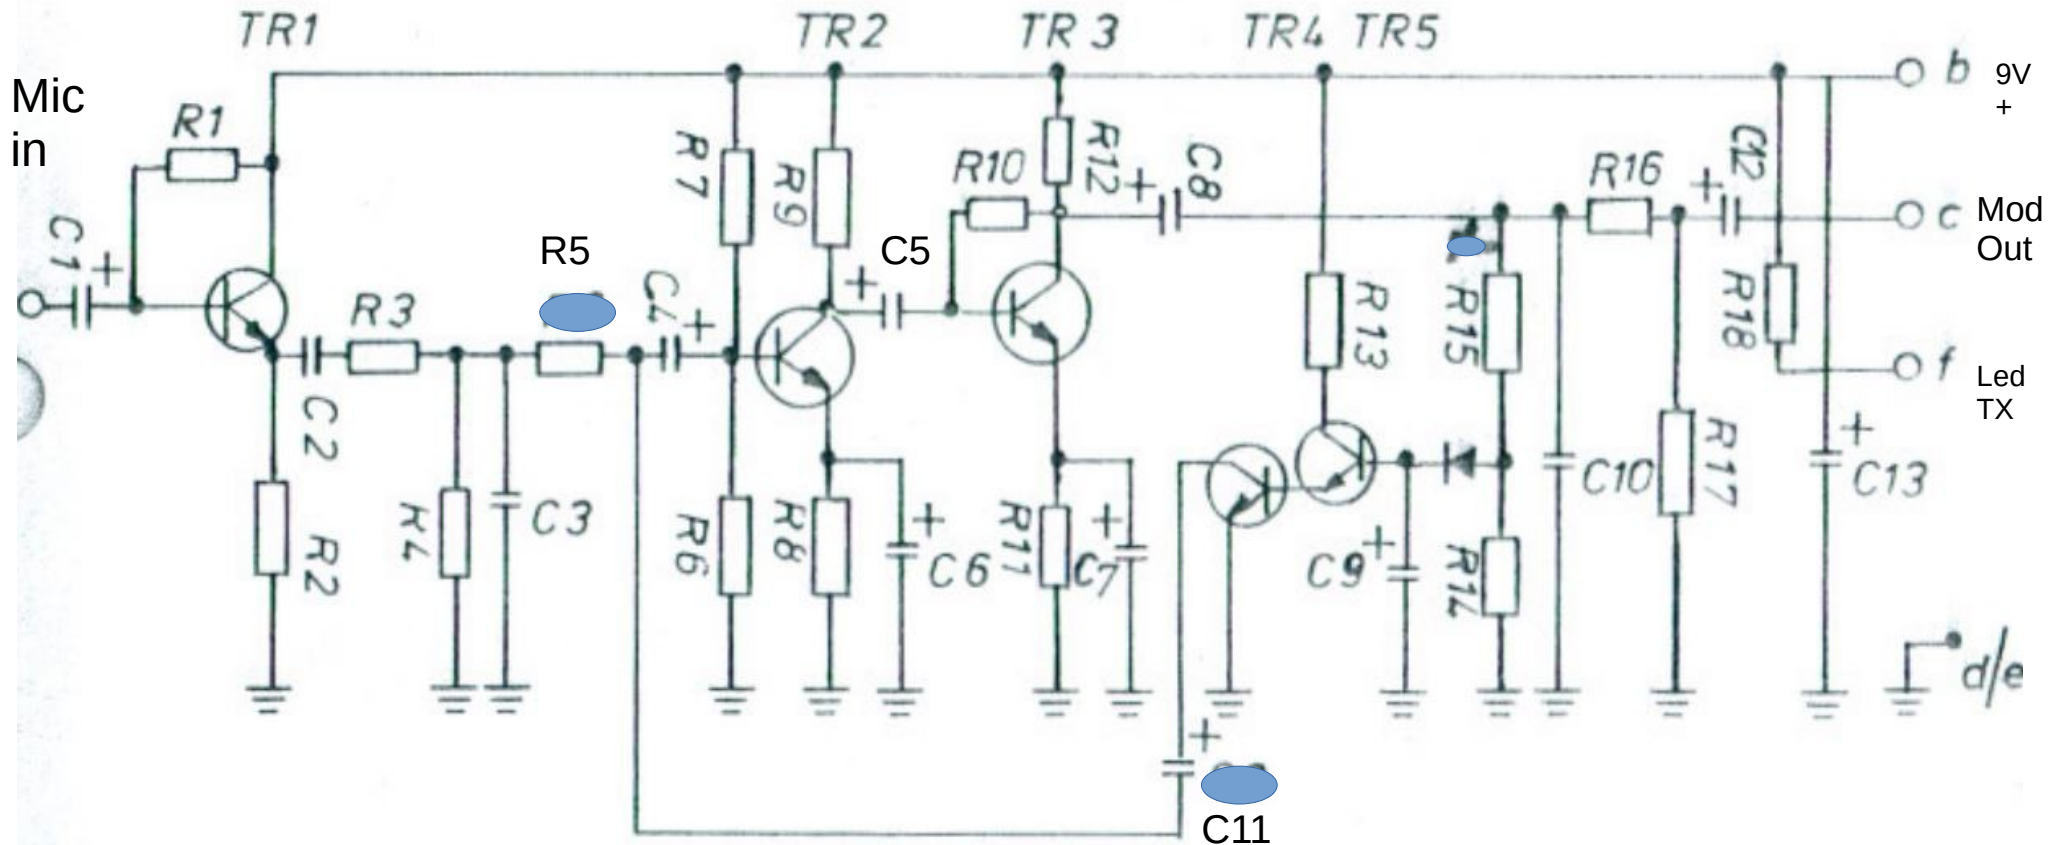 TR1
TR2
TR3
TR4 TR5
b
9V
+
Mic
in
R1
R7
R9
R10
R12
+
C8
R16
+
C12
c
Mod
Out
C1
+
R5
C4
+
+
C5
R3
R13
R15
R18
f
Led
TX
C2
R2
R4
C3
R6
R8
+
C6
R11
+
C7
+
C9
R14
C10
R17
+
C13
d/e
+
C11